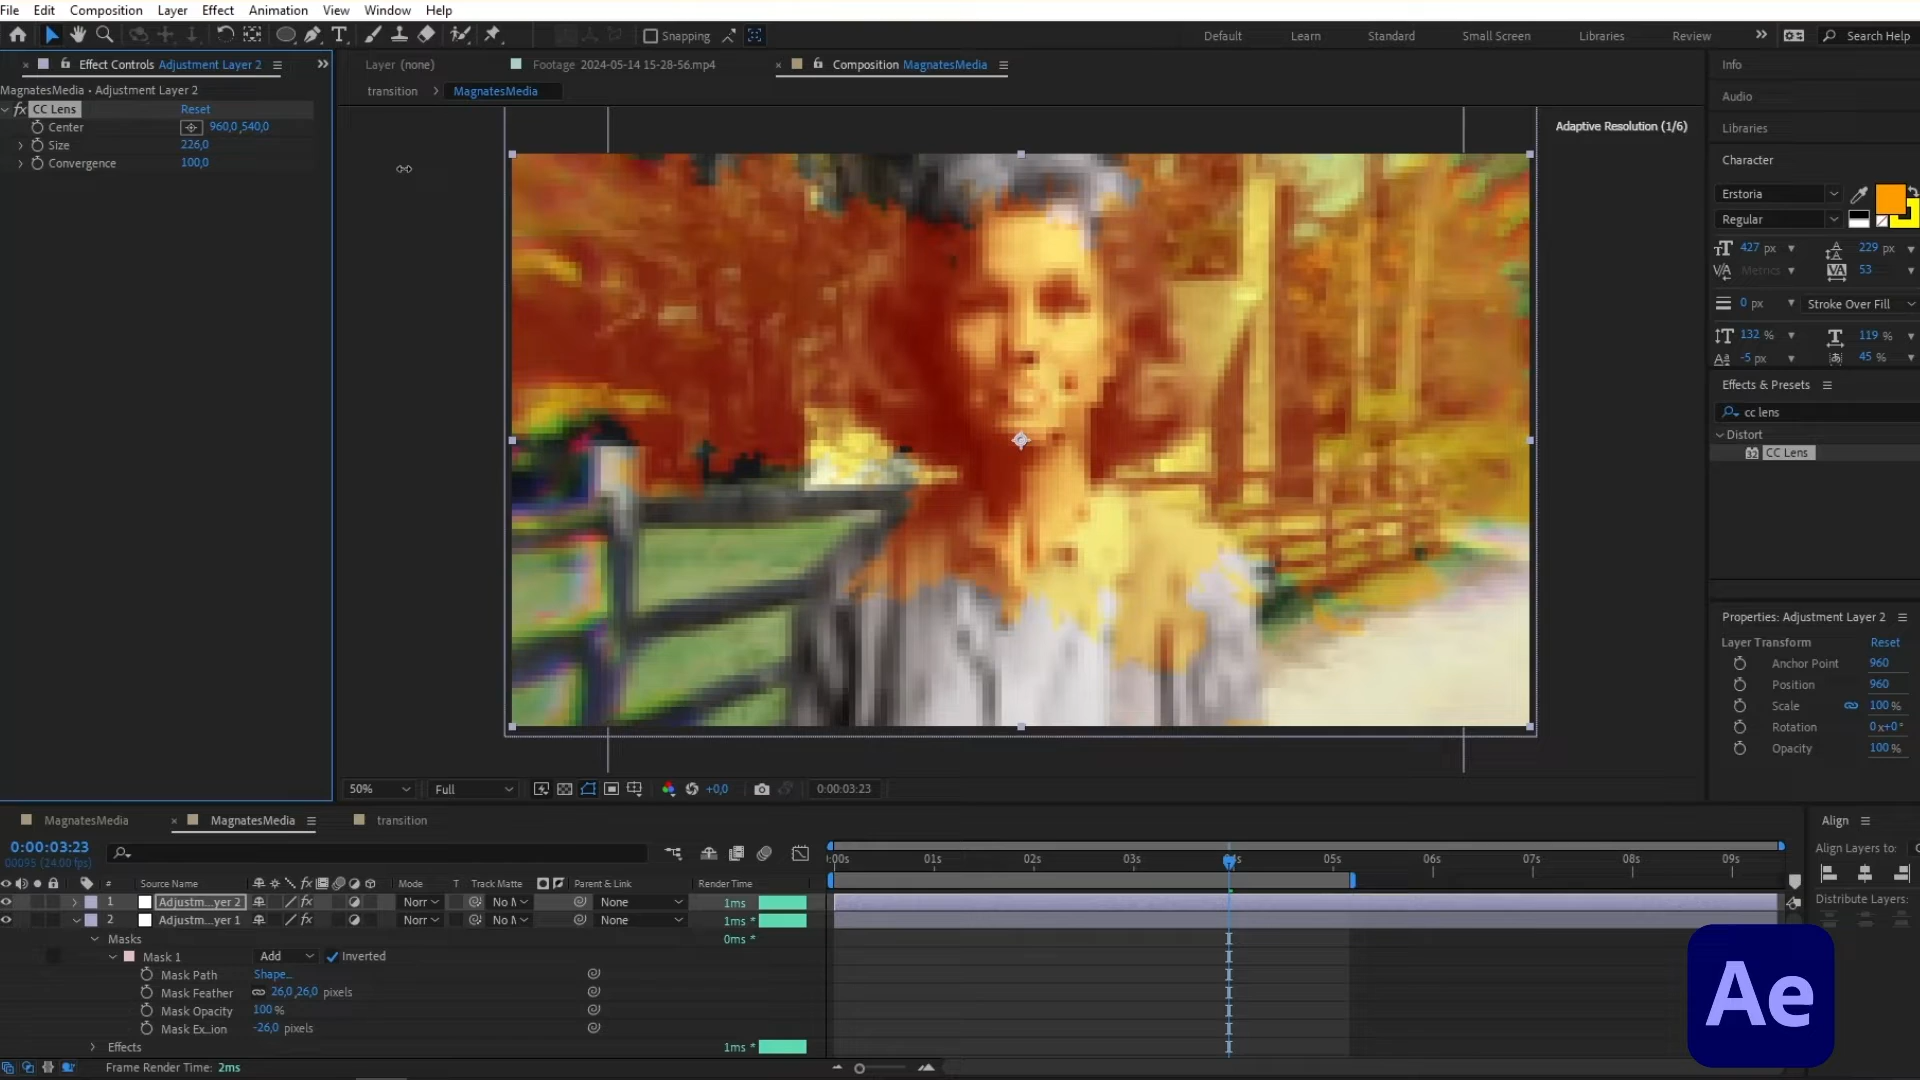 File Edit Composition Layer Effect Animation View Window Help
Snapping Default Learn Standard Small Screen Libraries Review Search Help
Effect Controls Adjustment Layer 2
Layer (none) Footage 2024-05-14 15-28-56.mp4 Composition MagnatesMedia
Info
MagnatesMedia • Adjustment Layer 2
transition MagnatesMedia
Audio
fx CC Lens Reset
Center 960,0 ,540,0
Adaptive Resolution (1/6)
Libraries
Size 226,0
Convergence 100,0
Character
Erstoria
Regular
427 px 229 px
Metrics 53
0 px Stroke Over Fill
132 % 119 %
-5 px 45 %
Effects & Presets
cc lens
Distort
CC Lens
Properties: Adjustment Layer 2
Layer Transform Reset
Anchor Point 960
Position 960
Scale 100 %
Rotation 0x+0°
Opacity 100 %
50% Full +0,0 0:00:03:23
MagnatesMedia MagnatesMedia transition
Align
0:00:03:23
00095 (24.00 fps)
:00s 01s 02s 03s 04s 05s 06s 07s 08s 09s
Align Layers to:
# Source Name Mode T Track Matte Parent & Link Render Time
Distribute Layers:
1 Adjustm...yer 2 Norr No M None 1ms
2 Adjustm...yer 1 Norr No M None 1ms *
Masks 0ms *
Mask 1 Add Inverted
Mask Path Shape...
Mask Feather 26,0 ,26,0 pixels
Mask Opacity 100 %
Mask Ex...ion -26,0 pixels
Effects 1ms *
Frame Render Time: 2ms
Ae